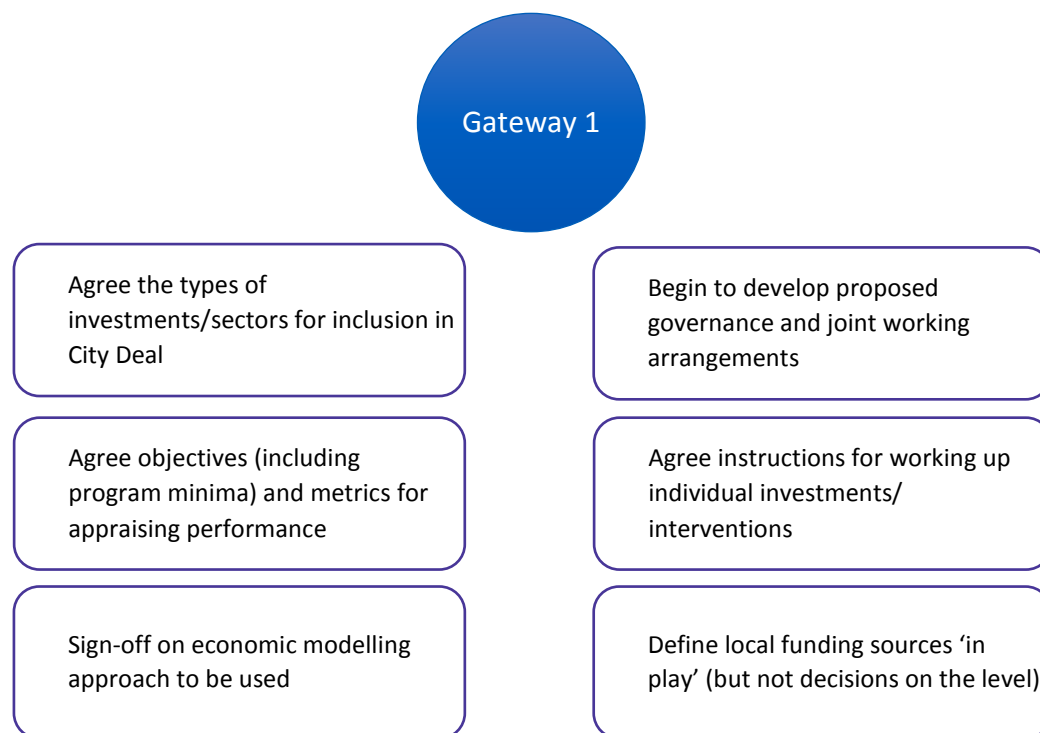 Gateway 1
Agree the types of
investments/sectors for inclusion in
City Deal
Begin to develop proposed
governance and joint working
arrangements
Agree objectives (including
program minima) and metrics for
appraising performance
Agree instructions for working up
individual investments/
interventions
Sign-off on economic modelling
approach to be used
Define local funding sources ‘in
play’ (but not decisions on the level)